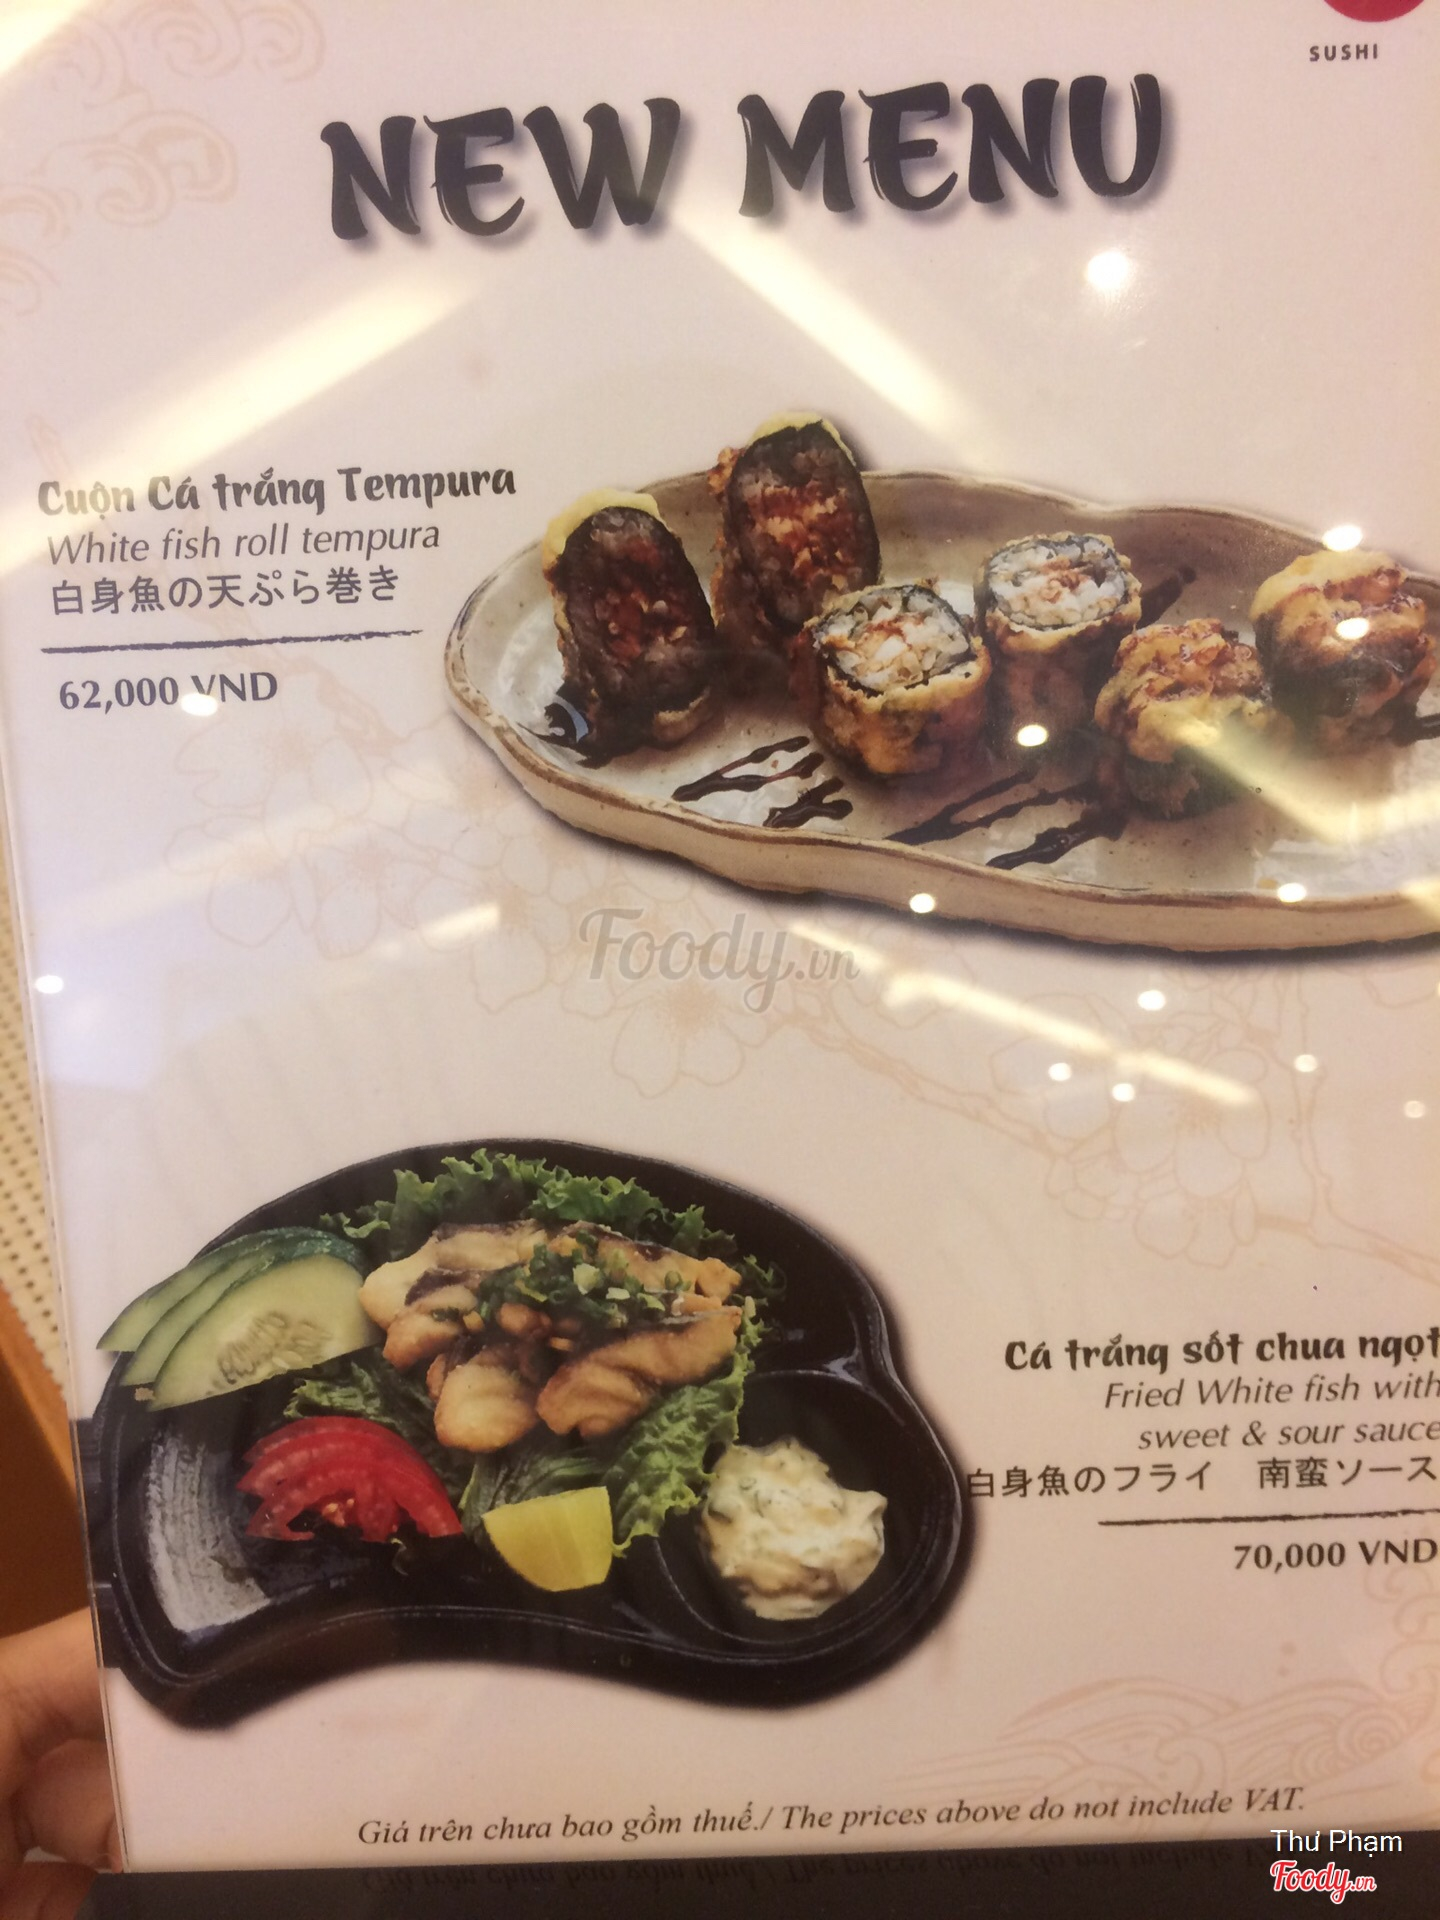 SUSHI
NEW MENU
Cuộn Cá trắng Tempura
White fish roll tempura
白身魚の天ぷら巻き
62,000 VND
Foody.vn
Cá trắng sốt chua ngọt
Fried White fish with
sweet & sour sauce
白身魚のフライ　南蛮ソース
70,000 VND
Giá trên chưa bao gồm thuế./ The prices above do not include VAT.
Thư Phạm
Foody.vn